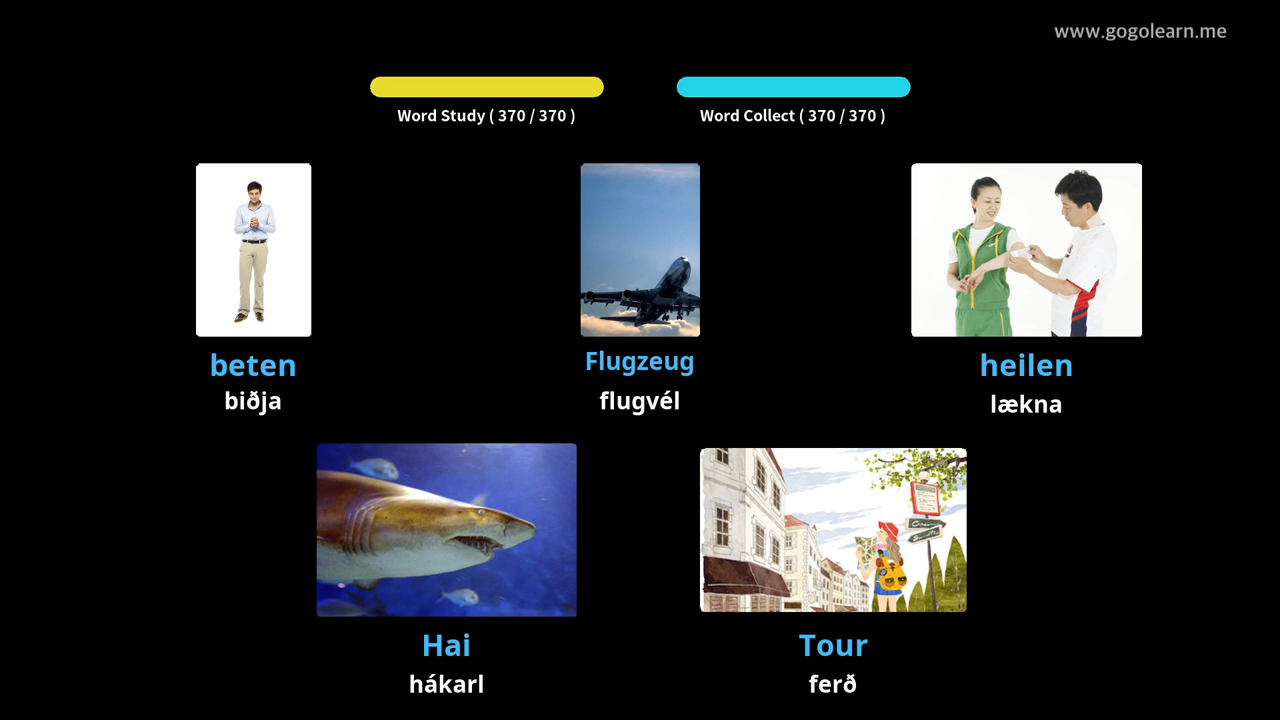 www.gogolearn.me
Word Study ( 370 / 370 )
Word Collect ( 370 / 370 )
beten
biðja
Flugzeug
flugvél
heilen
lækna
Hai
hákarl
Tour
ferð